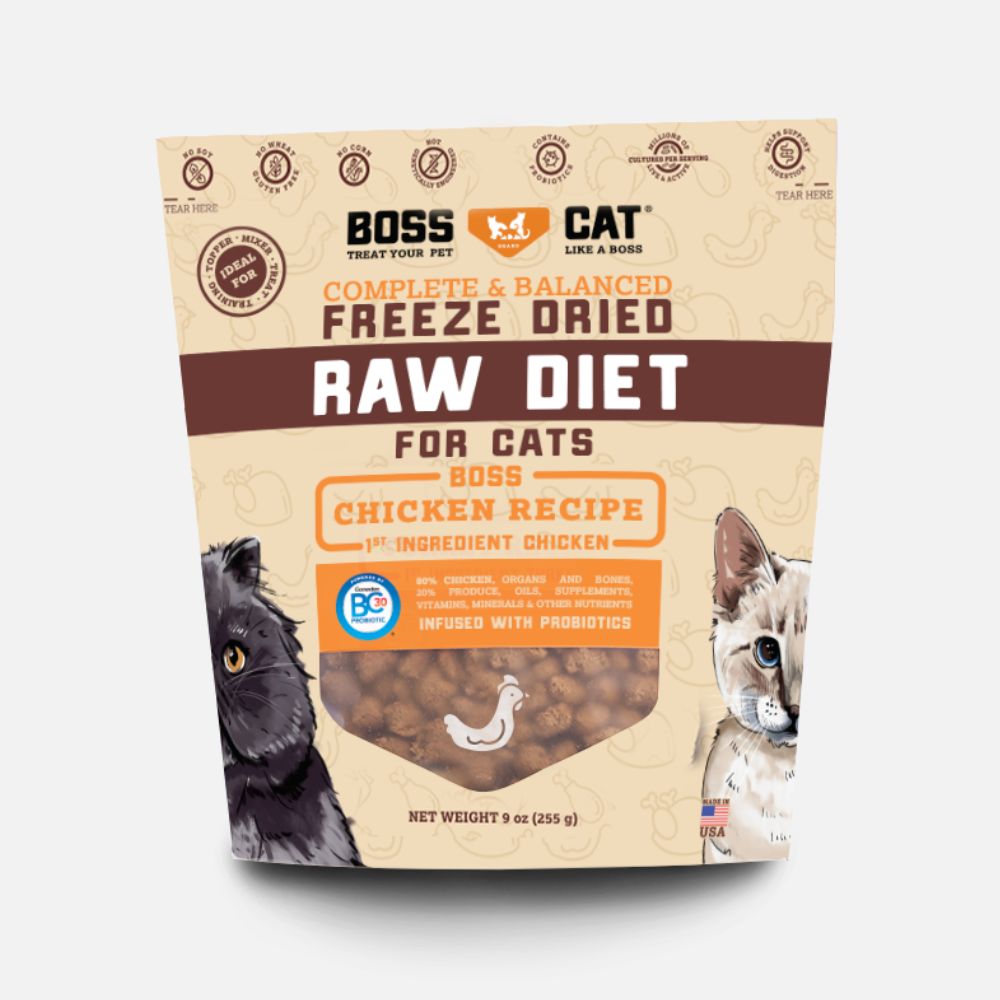 NO SOY
NO WHEAT
GLUTEN FREE
NO CORN
NOT
GENETICALLY ENGINEERED
CONTAINS
PROBIOTICS
MILLIONS OF
CULTURES PER SERVING
LIVE & ACTIVE
HELPS SUPPORT
DIGESTION
TEAR HERE
TEAR HERE
BOSS CAT®
BRAND
TREAT YOUR PET
LIKE A BOSS
TOPPER · MIXER · TREAT · TRAINING
IDEAL
FOR
COMPLETE & BALANCED
FREEZE DRIED
RAW DIET
FOR CATS
BOSS
CHICKEN RECIPE
1ST INGREDIENT CHICKEN
POWERED BY
Ganeden
BC30
PROBIOTIC
80% CHICKEN, ORGANS AND BONES,
20% PRODUCE, OILS, SUPPLEMENTS,
VITAMINS, MINERALS & OTHER NUTRIENTS
INFUSED WITH PROBIOTICS
NET WEIGHT 9 oz (255 g)
MADE IN
USA